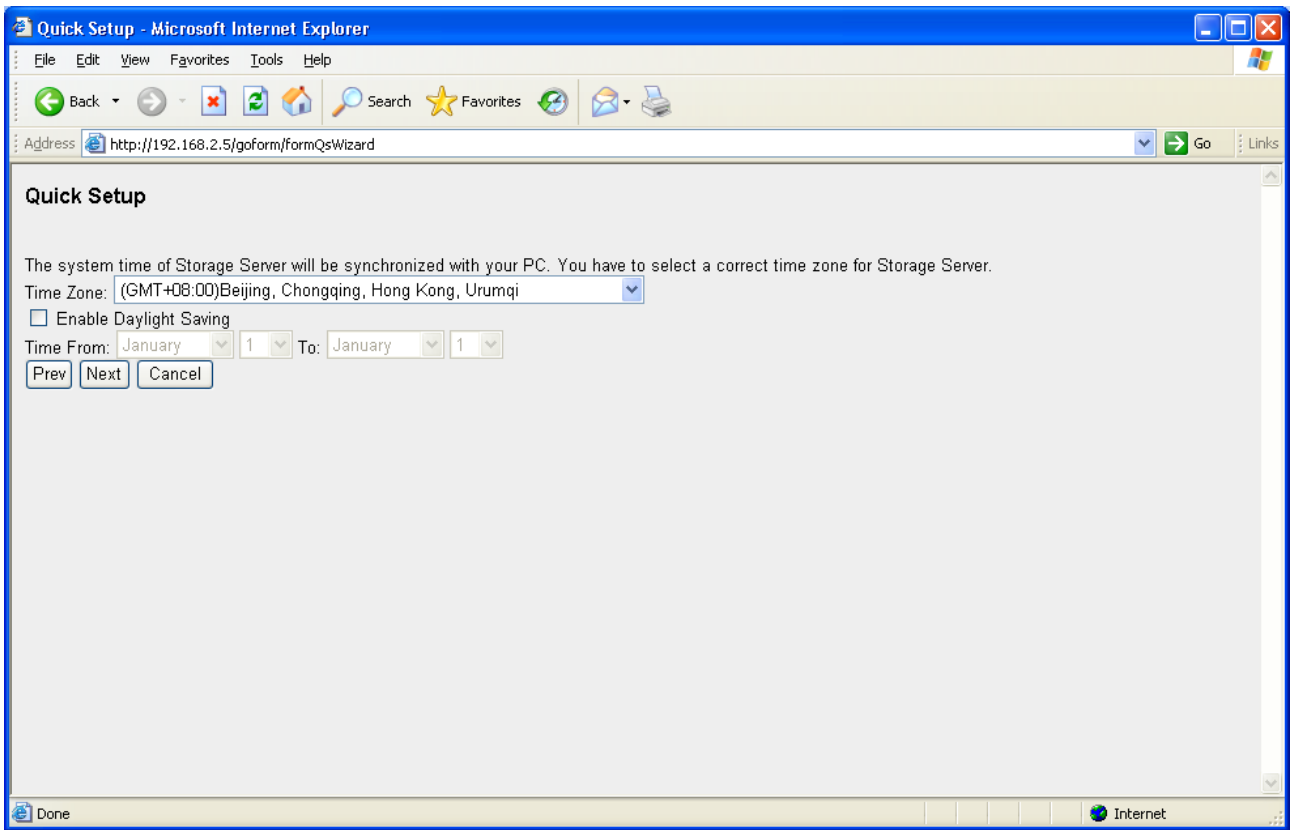 Quick Setup - Microsoft Internet Explorer
File Edit View Favorites Tools Help
Back Search Favorites
Address http://192.168.2.5/goform/formQsWizard Go Links
Quick Setup
The system time of Storage Server will be synchronized with your PC. You have to select a correct time zone for Storage Server.
Time Zone: (GMT+08:00)Beijing, Chongqing, Hong Kong, Urumqi
Enable Daylight Saving
Time From: January 1 To: January 1
Prev Next Cancel
Done Internet